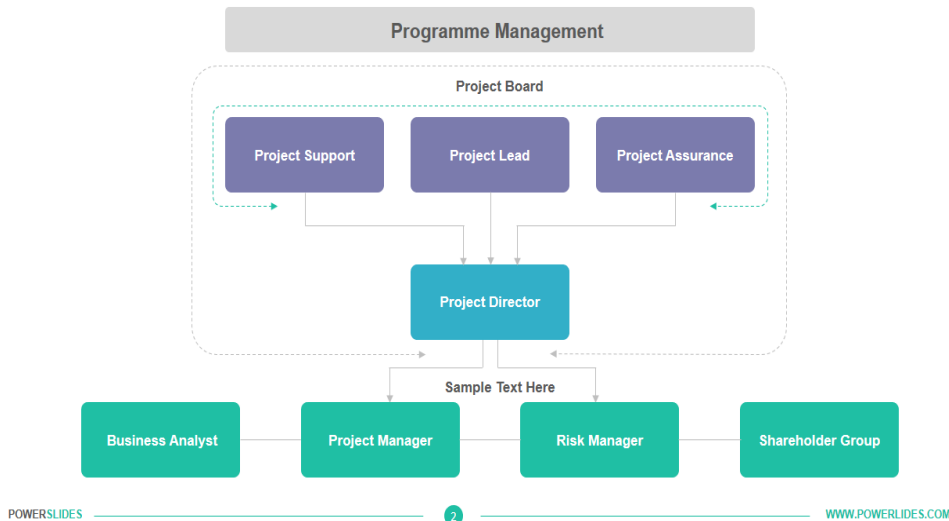 Programme Management
Project Board
Project Support
Project Lead
Project Assurance
Project Director
Sample Text Here
Business Analyst
Project Manager
Risk Manager
Shareholder Group
POWERSLIDES
2
WWW.POWERLIDES.COM